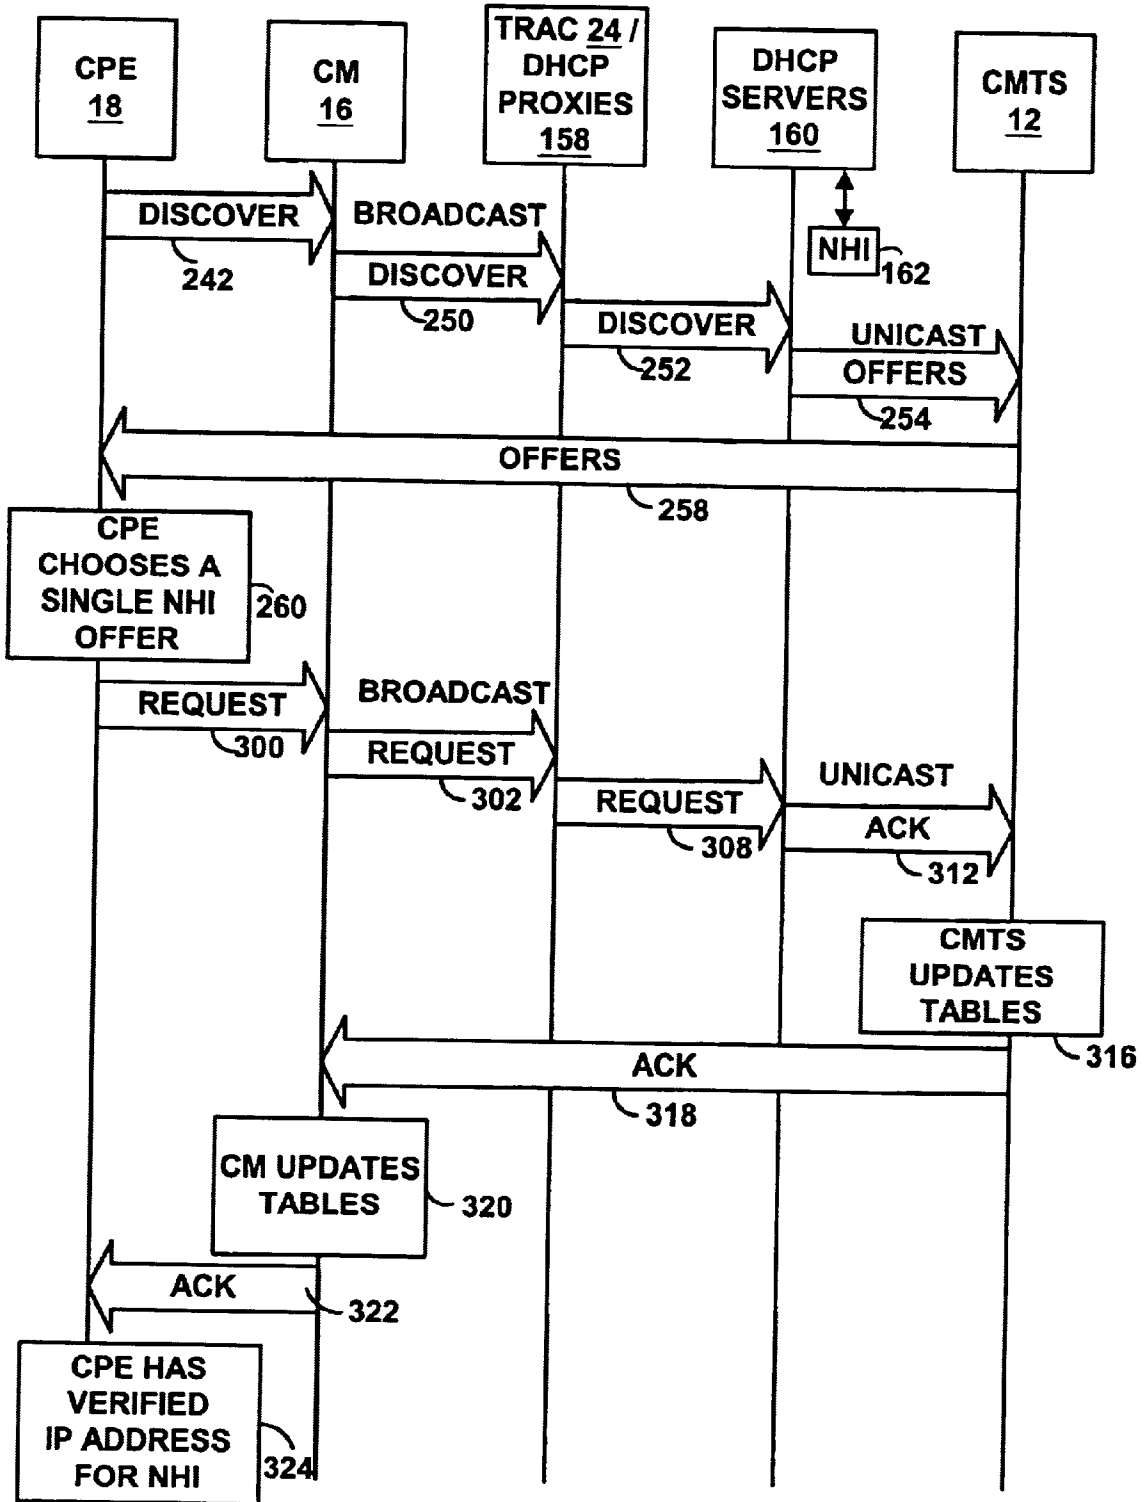 CPE
18
CM
16
TRAC 24 /
DHCP
PROXIES
158
DHCP
SERVERS
160
CMTS
12
DISCOVER
242
BROADCAST
DISCOVER
250
NHI
162
DISCOVER
252
UNICAST
OFFERS
254
OFFERS
258
CPE
CHOOSES A
SINGLE NHI
OFFER
260
REQUEST
300
BROADCAST
REQUEST
302
REQUEST
308
UNICAST
ACK
312
CMTS
UPDATES
TABLES
316
ACK
318
CM UPDATES
TABLES
320
ACK
322
CPE HAS
VERIFIED
IP ADDRESS
FOR NHI
324